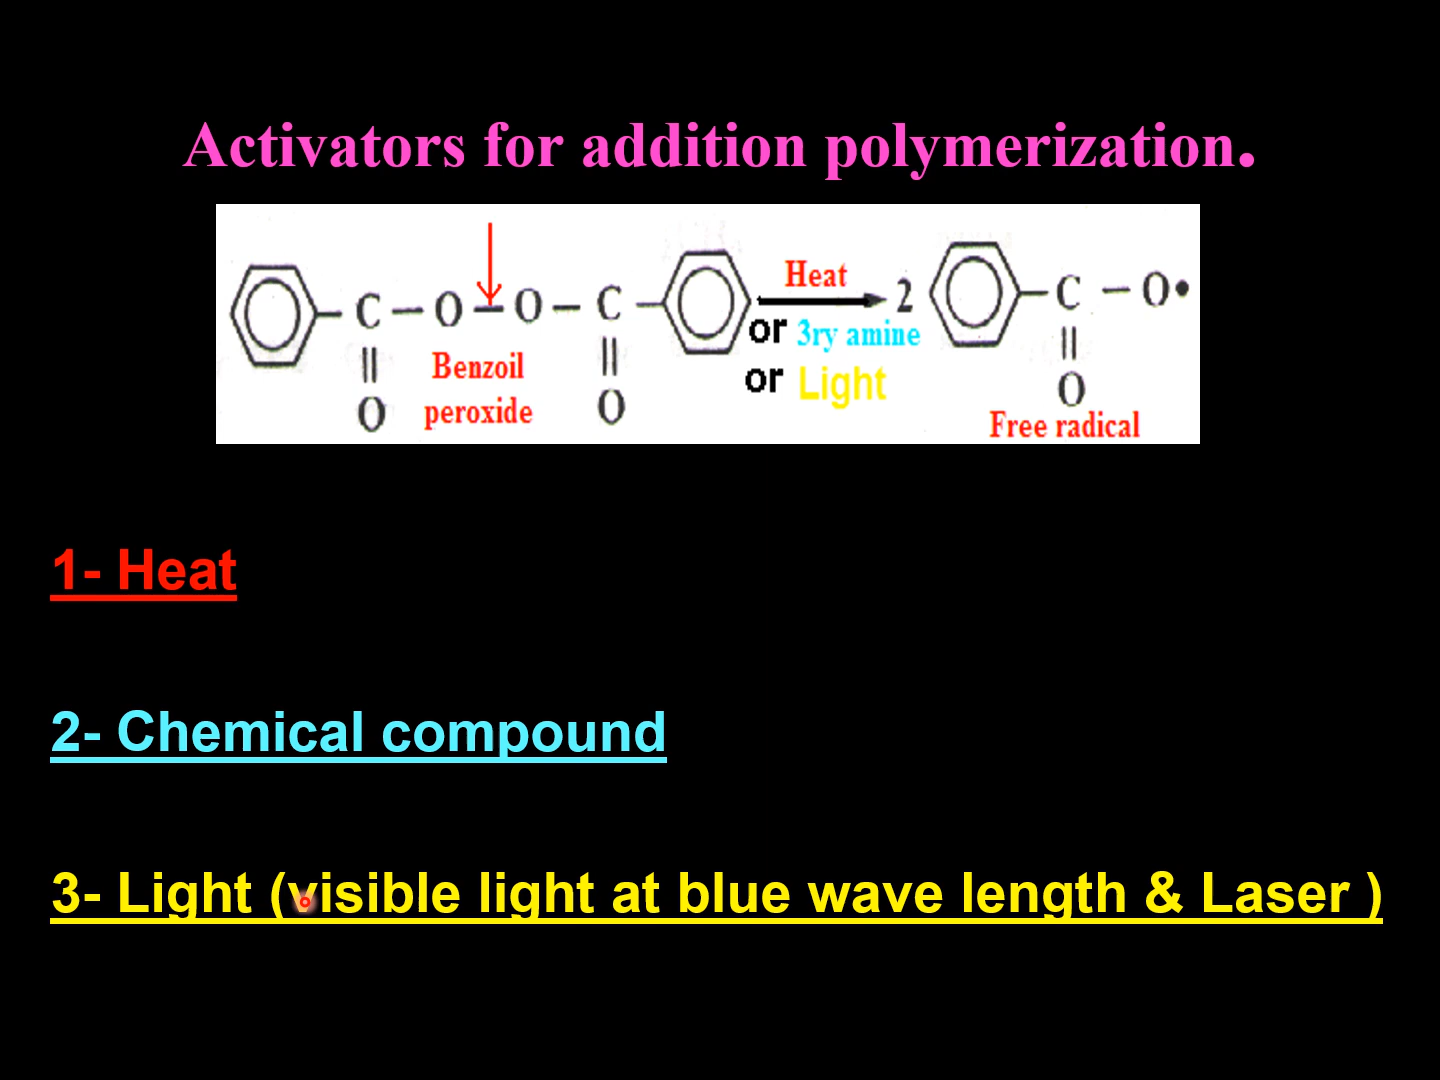 Activators for addition polymerization.
C – O – O – C
O
O
Benzoil
peroxide
Heat
or 3ry amine
or Light
2
C – O•
O
Free radical
1- Heat
2- Chemical compound
3- Light (visible light at blue wave length & Laser )